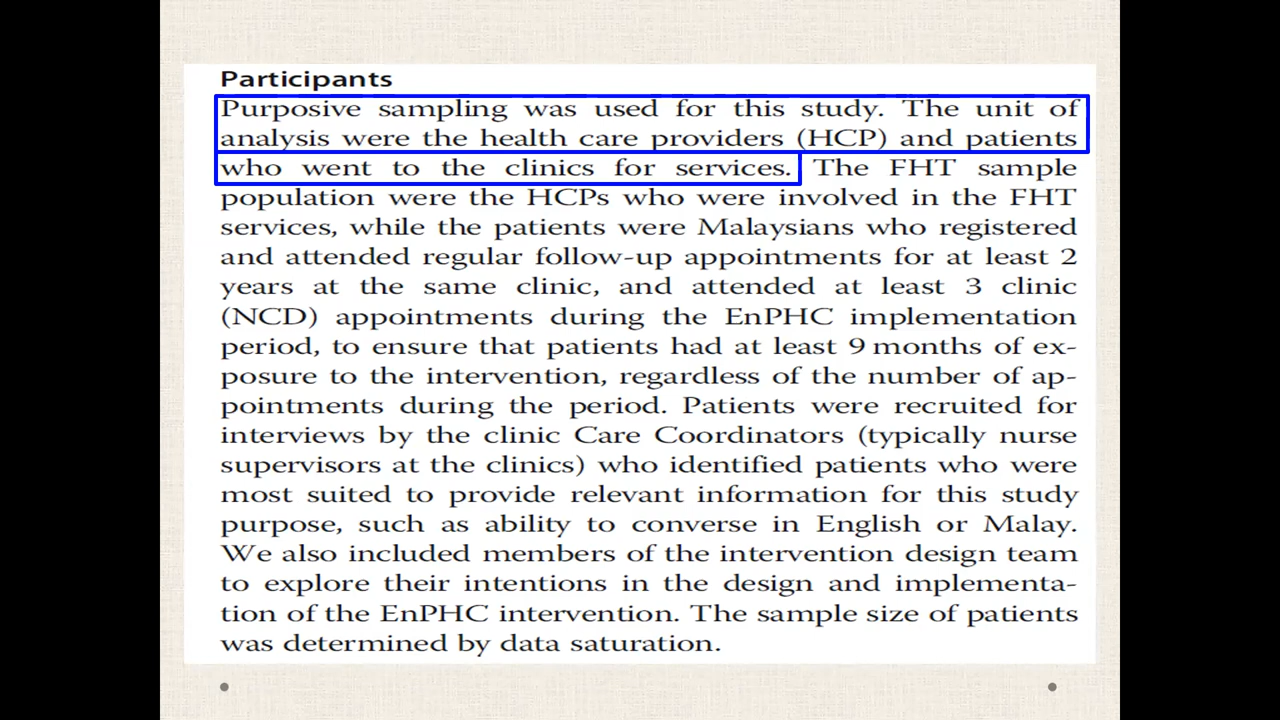 Participants
Purposive sampling was used for this study. The unit of
analysis were the health care providers (HCP) and patients
who went to the clinics for services. The FHT sample
population were the HCPs who were involved in the FHT
services, while the patients were Malaysians who registered
and attended regular follow-up appointments for at least 2
years at the same clinic, and attended at least 3 clinic
(NCD) appointments during the EnPHC implementation
period, to ensure that patients had at least 9 months of ex-
posure to the intervention, regardless of the number of ap-
pointments during the period. Patients were recruited for
interviews by the clinic Care Coordinators (typically nurse
supervisors at the clinics) who identified patients who were
most suited to provide relevant information for this study
purpose, such as ability to converse in English or Malay.
We also included members of the intervention design team
to explore their intentions in the design and implementa-
tion of the EnPHC intervention. The sample size of patients
was determined by data saturation.